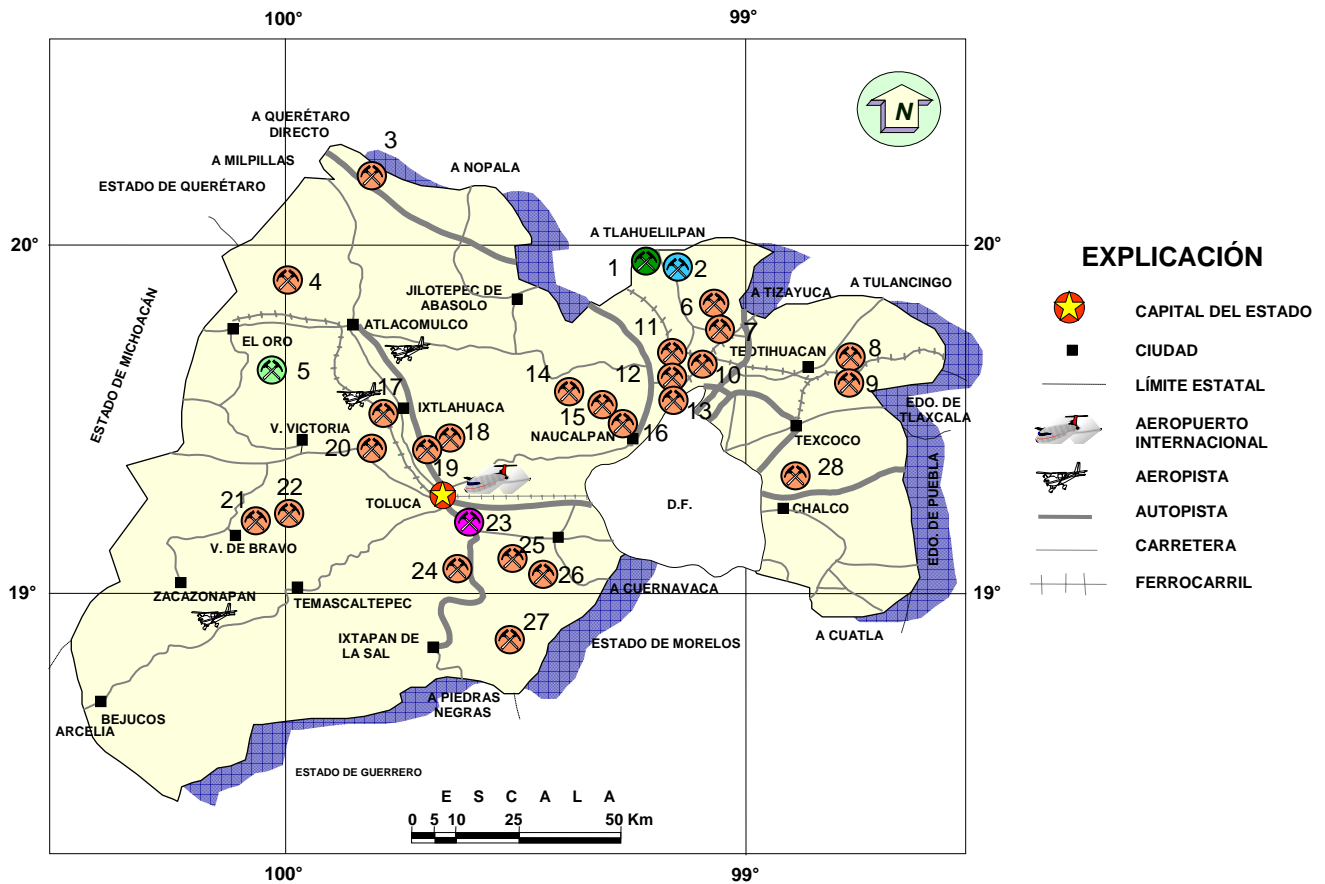 100°
99°
A QUERÉTARO
DIRECTO
3
A MILPILLAS
A NOPALA
ESTADO DE QUERÉTARO
N
20°
20°
A TLAHUELILPAN
1
2
4
JILOTEPEC DE
ABASOLO
6
A TIZAYUCA
A TULANCINGO
ESTADO DE MICHOACÁN
ATLACOMULCO
EL ORO
11
7
TEOTIHUACAN
8
5
14
12
10
9
17
IXTLAHUACA
15
13
EDO. DE
TLAXCALA
V. VICTORIA
20
18
NAUCALPAN
16
TEXCOCO
19
28
21
22
TOLUCA
D.F.
CHALCO
EDO. DE PUEBLA
23
V. DE BRAVO
24
25
26
19°
19°
ZACAZONAPAN
TEMASCALTEPEC
A CUERNAVACA
27
IXTAPAN DE
LA SAL
ESTADO DE MORELOS
A CUATLA
A PIEDRAS
NEGRAS
BEJUCOS
ARCELIA
ESTADO DE GUERRERO
E S C A L A
0 5 10 25 50 Km
100°
99°
EXPLICACIÓN
CAPITAL DEL ESTADO
CIUDAD
LÍMITE ESTATAL
AEROPUERTO
INTERNACIONAL
AEROPISTA
AUTOPISTA
CARRETERA
FERROCARRIL